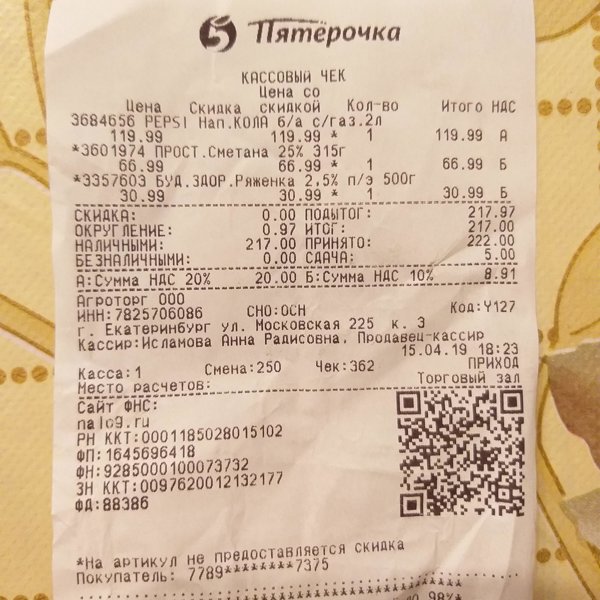 5 Пятёрочка
КАССОВЫЙ ЧЕК
Цена со
Цена Скидка скидкой Кол-во Итого НДС
3684656 PEPSI Нап.КОЛА б/а с/газ.2л
119.99 119.99 * 1 119.99 А
*3601974 ПРОСТ.Сметана 25% 315г
66.99 66.99 * 1 66.99 Б
*3357603 БУД.ЗДОР.Ряженка 2,5% п/э 500г
30.99 30.99 * 1 30.99 Б
СКИДКА: 0.00 ПОДЫТОГ: 217.97
ОКРУГЛЕНИЕ: 0.97 ИТОГ: 217.00
НАЛИЧНЫМИ: 217.00 ПРИНЯТО: 222.00
БЕЗНАЛИЧНЫМИ: 0.00 СДАЧА: 5.00
А:Сумма НДС 20% 20.00 Б:Сумма НДС 10% 8.91
Агроторг ООО
ИНН:7825706086 СНО:ОСН Код:Y127
г. Екатеринбург ул. Московская 225 к. 3
Кассир:Исламова Анна Радисовна, Продавец-кассир
15.04.19 18:23
Касса:1 Смена:250 Чек:362 ПРИХОД
Место расчетов: Торговый зал
Сайт ФНС:
nalog.ru
РН ККТ:0001185028015102
ФП:1645696418
ФН:9285000100073732
ЗН ККТ:0097620012132177
ФД:88386
*На артикул не предоставляется скидка
Покупатель: 7789********7375